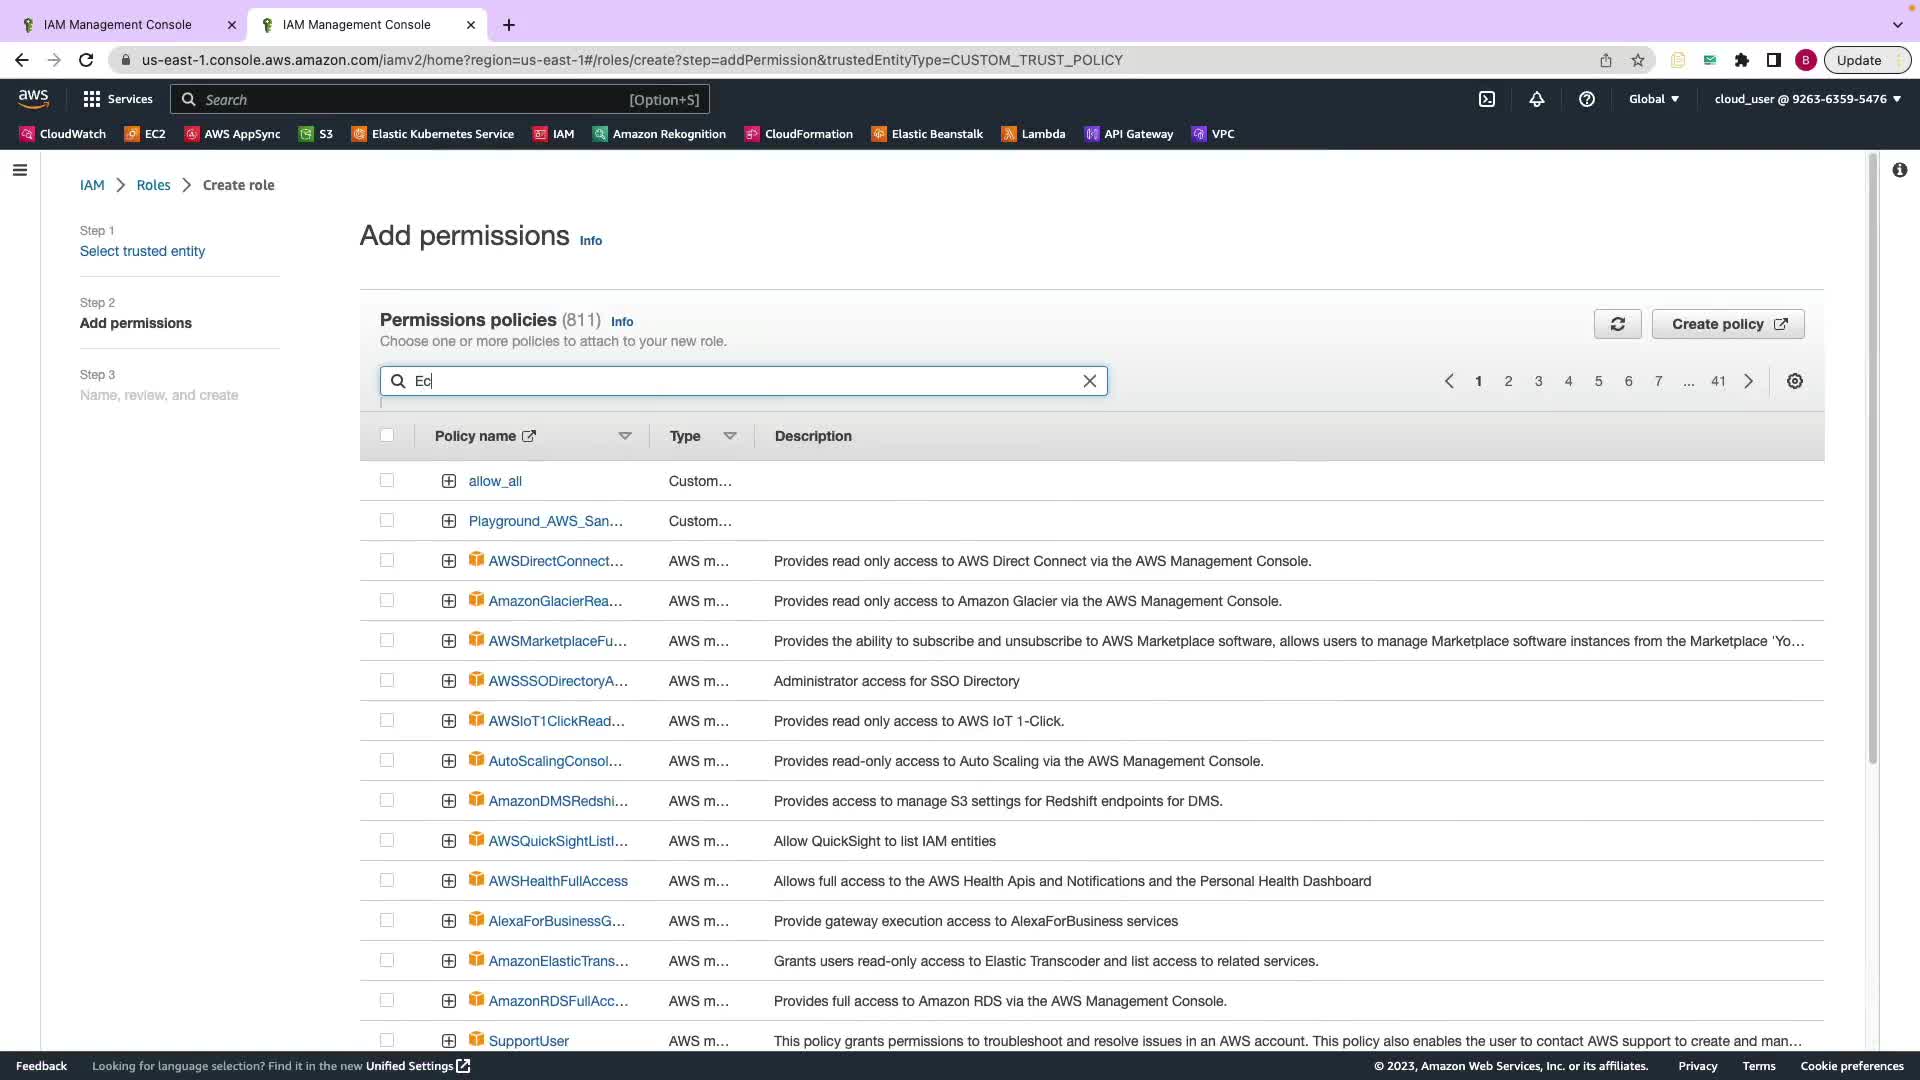 IAM Management Console
IAM Management Console
us-east-1.console.aws.amazon.com/iamv2/home?region=us-east-1#/roles/create?step=addPermission&trustedEntityType=CUSTOM_TRUST_POLICY
B
Update
aws
Services
Search
[Option+S]
Global
cloud_user @ 9263-6359-5476
CloudWatch
EC2
AWS AppSync
S3
Elastic Kubernetes Service
IAM
Amazon Rekognition
CloudFormation
Elastic Beanstalk
Lambda
API Gateway
VPC
IAM
Roles
Create role
Step 1
Select trusted entity
Step 2
Add permissions
Step 3
Name, review, and create
Add permissions Info
Permissions policies (811) Info
Choose one or more policies to attach to your new role.
Create policy
Ec
1 2 3 4 5 6 7 ... 41
Policy name Type Description
allow_all Custom...
Playground_AWS_San... Custom...
AWSDirectConnect... AWS m... Provides read only access to AWS Direct Connect via the AWS Management Console.
AmazonGlacierRea... AWS m... Provides read only access to Amazon Glacier via the AWS Management Console.
AWSMarketplaceFu... AWS m... Provides the ability to subscribe and unsubscribe to AWS Marketplace software, allows users to manage Marketplace software instances from the Marketplace 'Yo...
AWSSSODirectoryA... AWS m... Administrator access for SSO Directory
AWSIoT1ClickRead... AWS m... Provides read only access to AWS IoT 1-Click.
AutoScalingConsol... AWS m... Provides read-only access to Auto Scaling via the AWS Management Console.
AmazonDMSRedshi... AWS m... Provides access to manage S3 settings for Redshift endpoints for DMS.
AWSQuickSightListI... AWS m... Allow QuickSight to list IAM entities
AWSHealthFullAccess AWS m... Allows full access to the AWS Health Apis and Notifications and the Personal Health Dashboard
AlexaForBusinessG... AWS m... Provide gateway execution access to AlexaForBusiness services
AmazonElasticTrans... AWS m... Grants users read-only access to Elastic Transcoder and list access to related services.
AmazonRDSFullAcc... AWS m... Provides full access to Amazon RDS via the AWS Management Console.
SupportUser AWS m... This policy grants permissions to troubleshoot and resolve issues in an AWS account. This policy also enables the user to contact AWS support to create and man...
Feedback
Looking for language selection? Find it in the new Unified Settings
© 2023, Amazon Web Services, Inc. or its affiliates.
Privacy
Terms
Cookie preferences